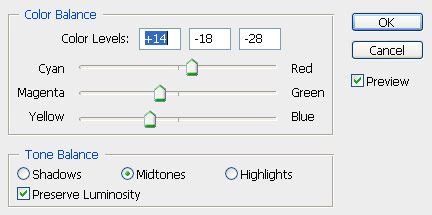 Color Balance
Color Levels: +14 -18 -28
OK
Cancel
Preview
Cyan Red
Magenta Green
Yellow Blue
Tone Balance
Shadows Midtones Highlights
Preserve Luminosity